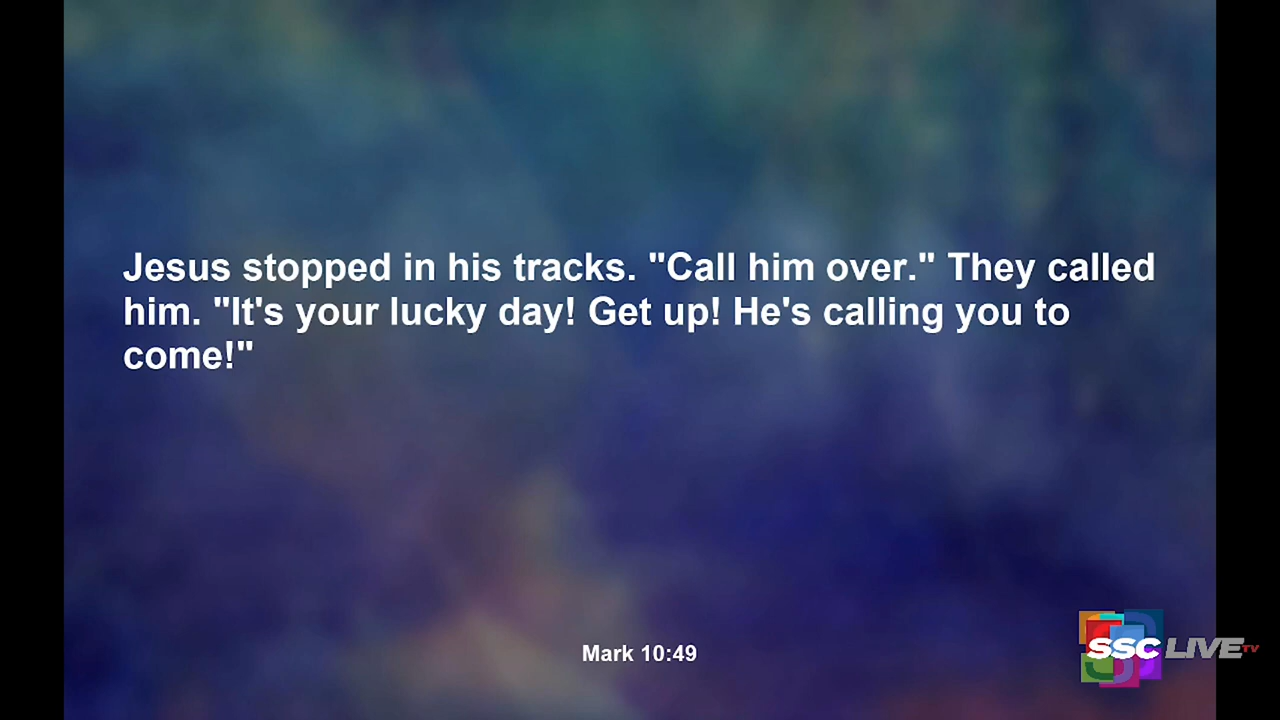 Jesus stopped in his tracks. "Call him over." They called
him. "It's your lucky day! Get up! He's calling you to
come!"
Mark 10:49
SSC LIVE TV